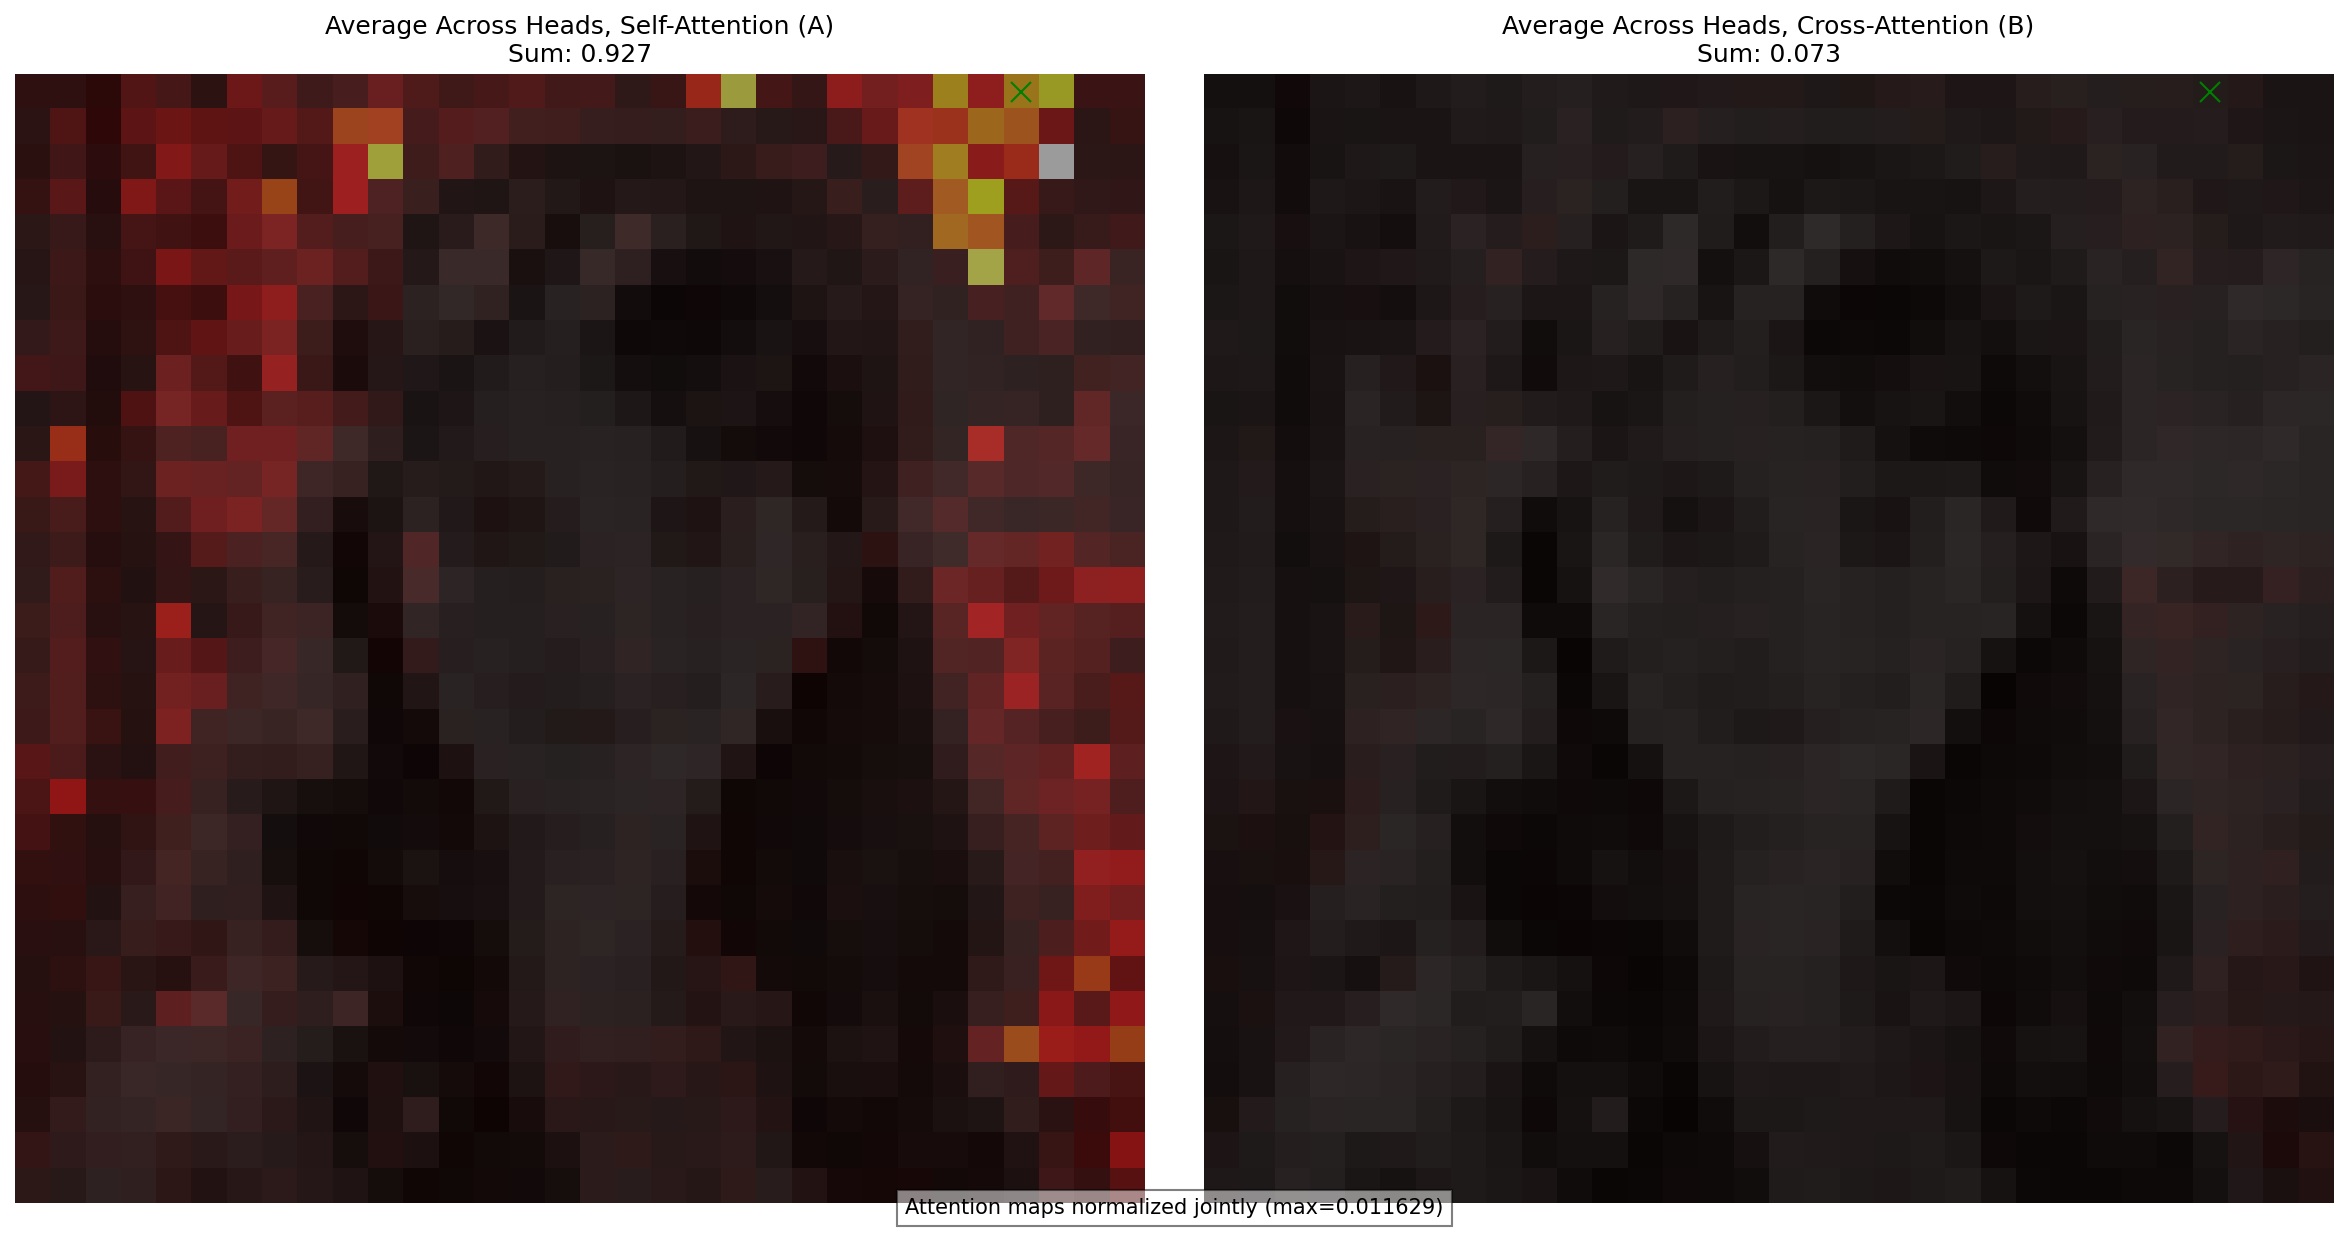 Average Across Heads, Self-Attention (A)
Sum: 0.927
Average Across Heads, Cross-Attention (B)
Sum: 0.073
Attention maps normalized jointly (max=0.011629)